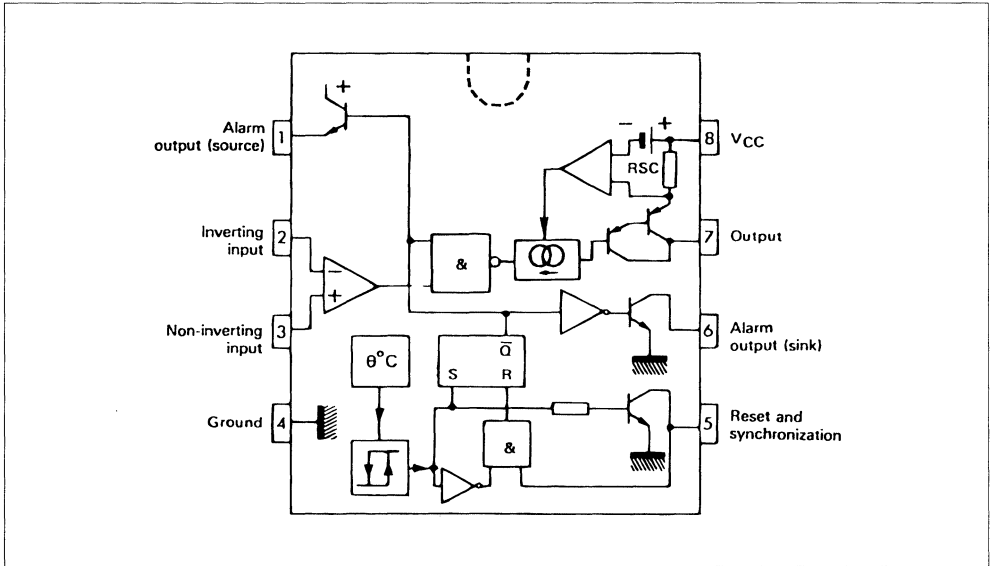 +
Alarm
output (source)
1
− +
8
VCC
RSC
Inverting
input
2
−
+
&
7
Output
Non-inverting
input
3
6
Alarm
output (sink)
θ°C
Q̅
S R
Ground
4
&
5
Reset and
synchronization